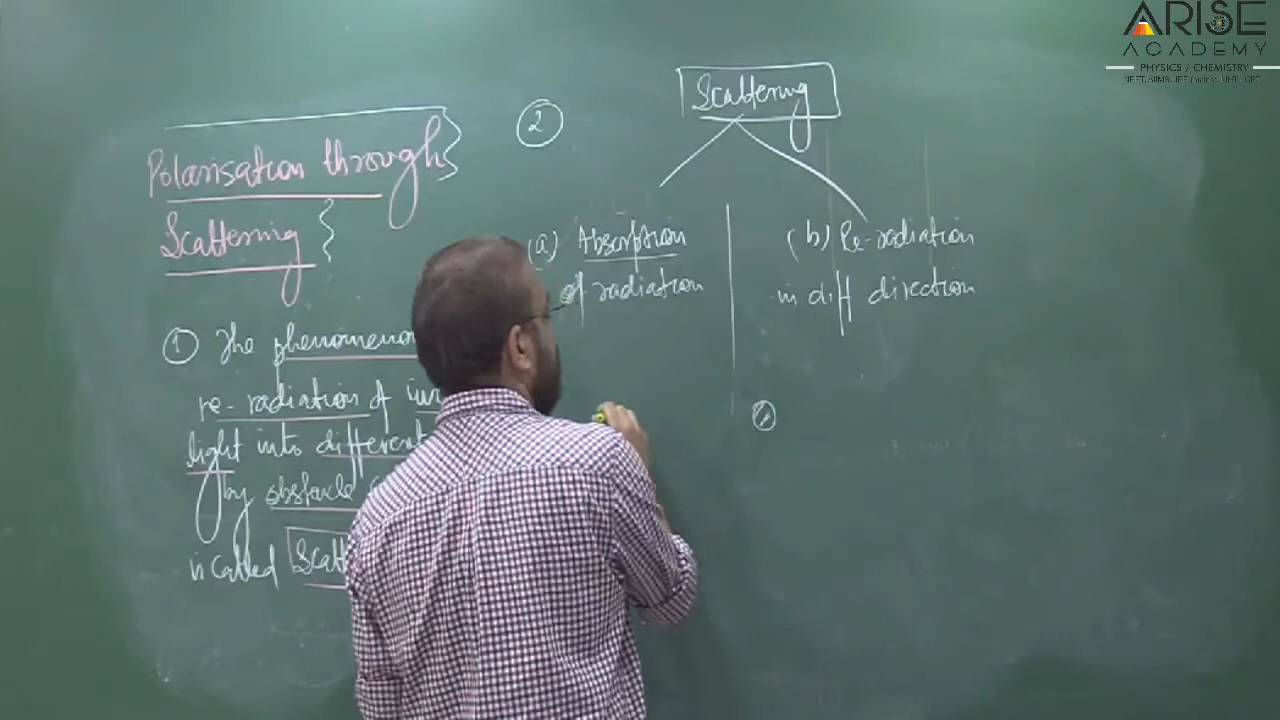 ARISE
ACADEMY
PHYSICS / CHEMISTRY
Polarisation through
Scattering
① The phenomenon
re-radiation of
light into different
by obstacle
is called
②
Scattering
(a) Absorption
of radiation
(b) Re-radiation
in diff direction